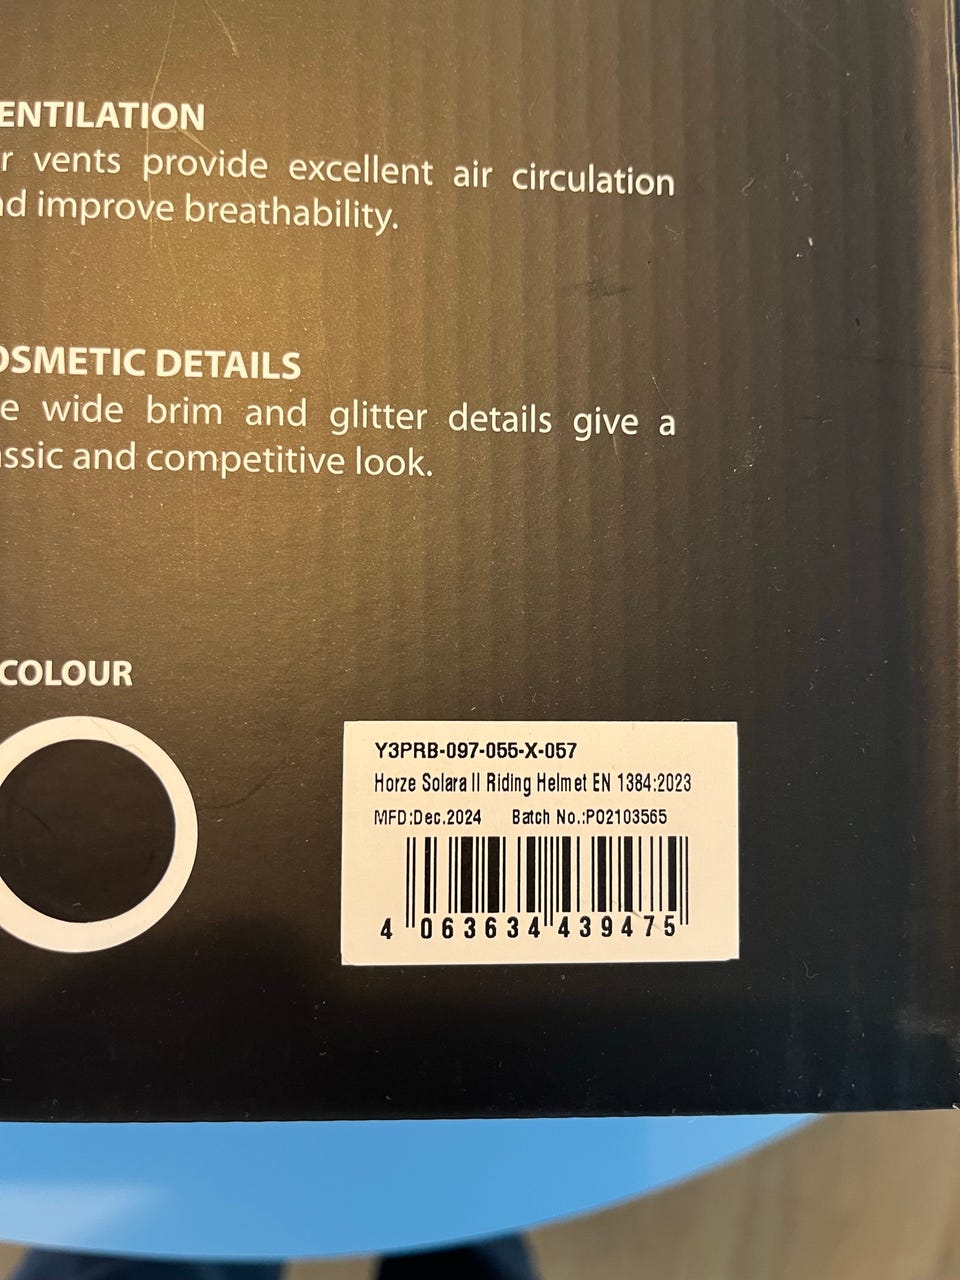 ENTILATION
r vents provide excellent air circulation
nd improve breathability.
OSMETIC DETAILS
e wide brim and glitter details give a
assic and competitive look.
COLOUR
Y3PRB-097-055-X-057
Horze Solara II Riding Helmet EN 1384:2023
MFD:Dec.2024 Batch No.:PO2103565
4 063634 439475